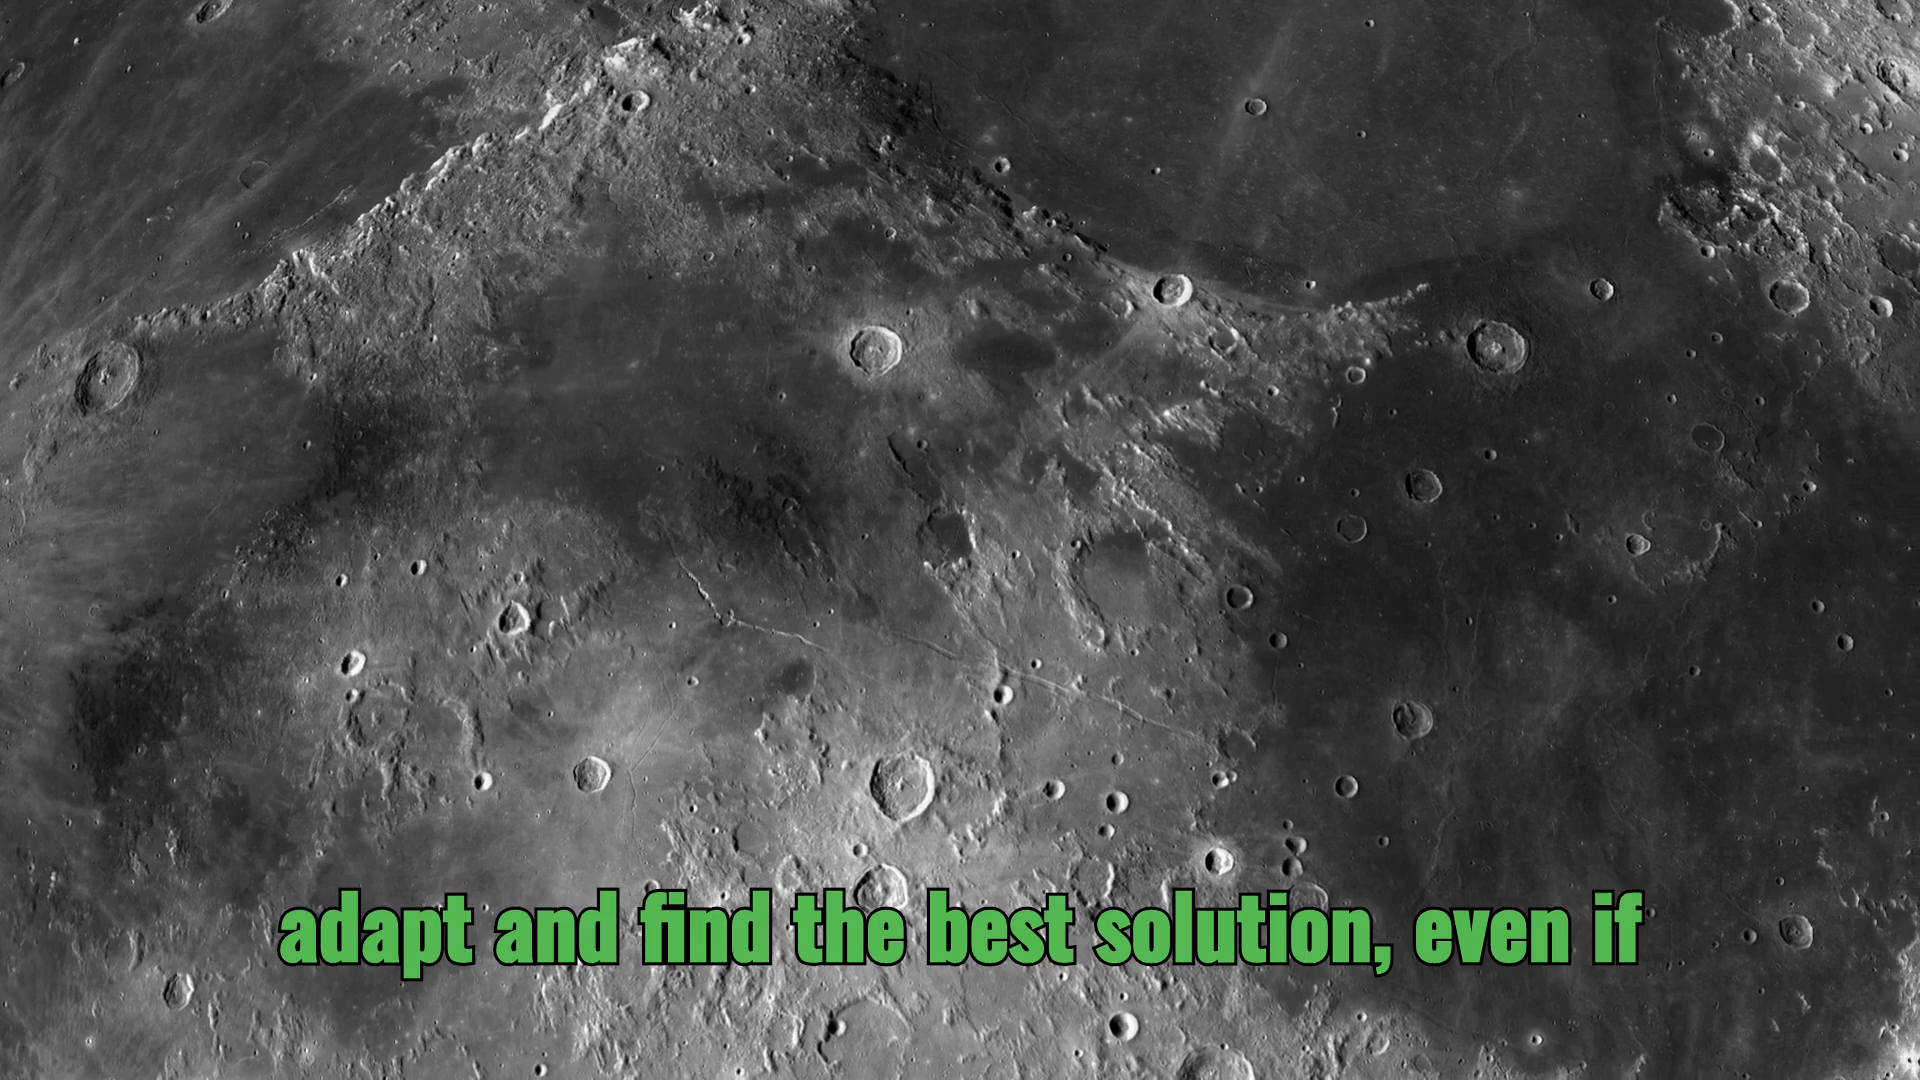 adapt and find the best solution, even if